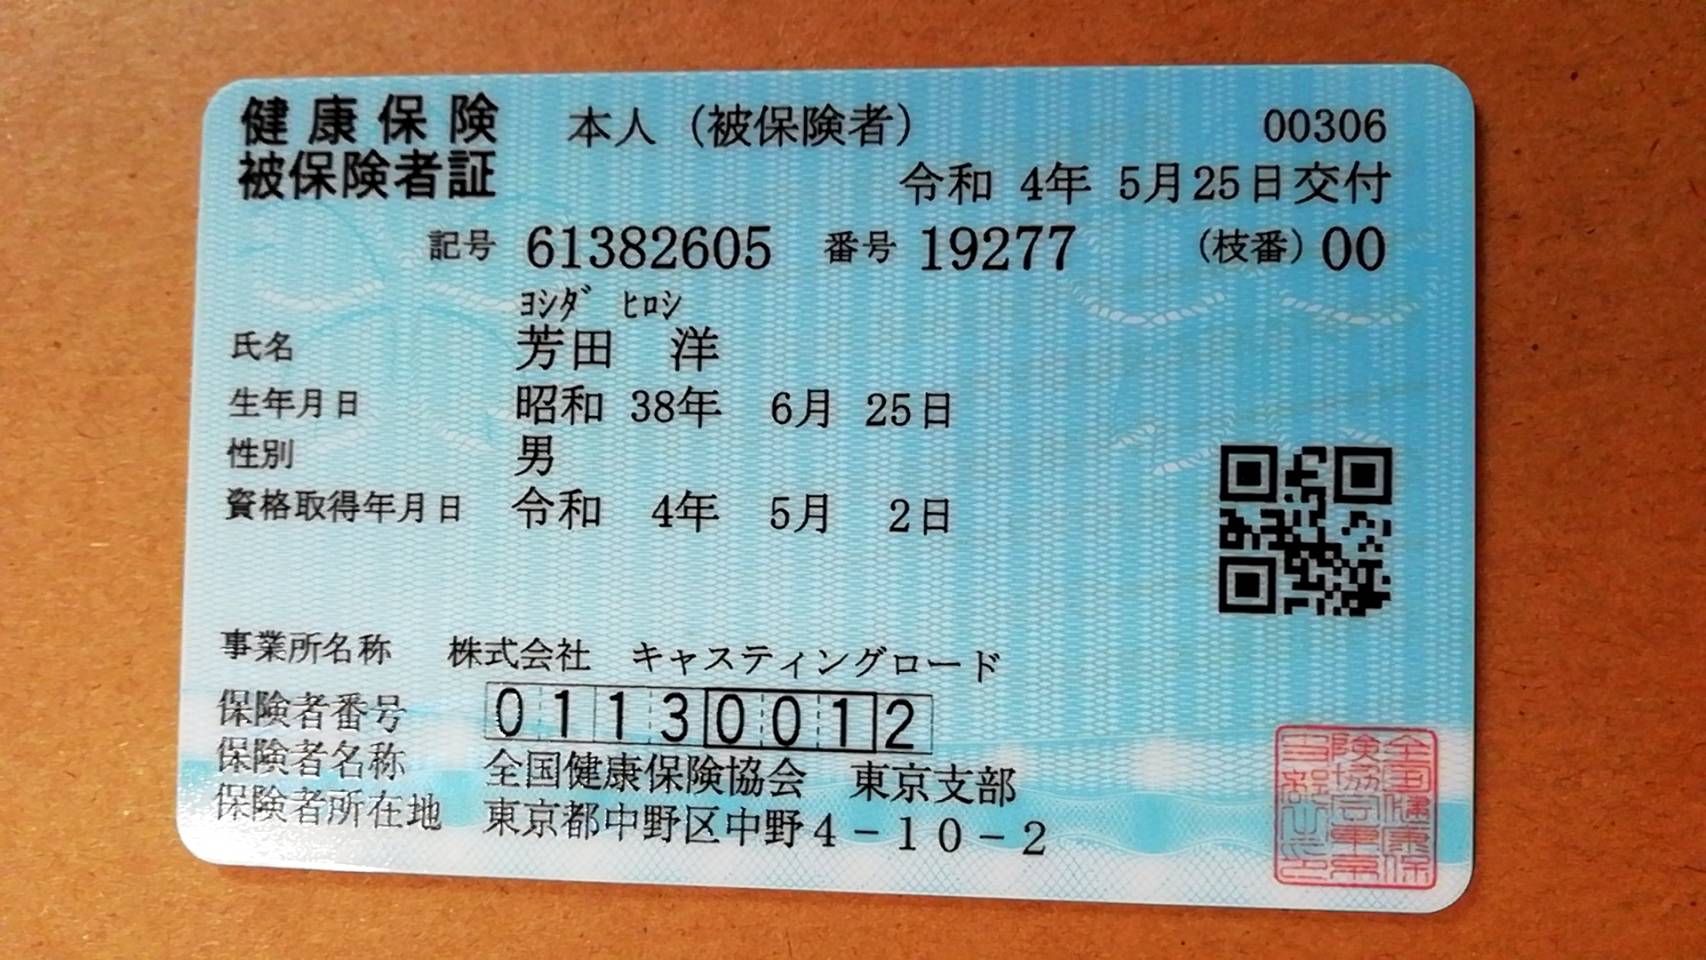 健康保険 本人（被保険者） 00306
被保険者証 令和 4年 5月25日交付
記号 61382605 番号 19277 (枝番) 00
ﾖｼﾀﾞ ﾋﾛｼ
氏名 芳田 洋
生年月日 昭和 38年 6月 25日
性別 男
資格取得年月日 令和 4年 5月 2日
事業所名称 株式会社 キャスティングロード
保険者番号 01130012
保険者名称 全国健康保険協会 東京支部
保険者所在地 東京都中野区中野4-10-2